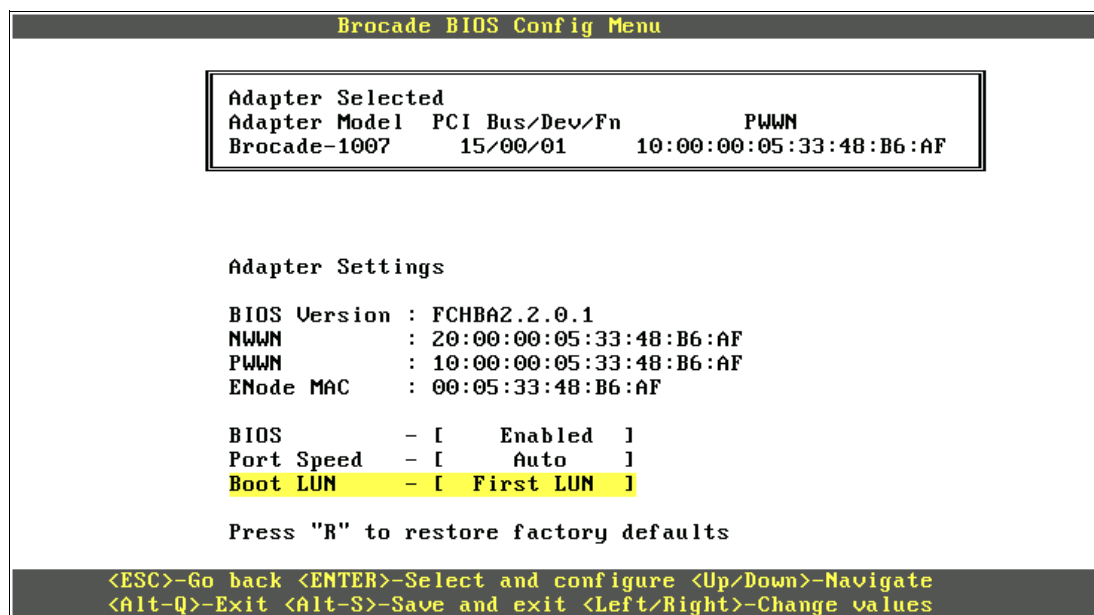 Brocade BIOS Config Menu
Adapter Selected
Adapter Model PCI Bus/Dev/Fn PWWN
Brocade-1007 15/00/01 10:00:00:05:33:48:B6:AF
Adapter Settings
BIOS Version : FCHBA2.2.0.1
NWWN : 20:00:00:05:33:48:B6:AF
PWWN : 10:00:00:05:33:48:B6:AF
ENode MAC : 00:05:33:48:B6:AF
BIOS - [ Enabled ]
Port Speed - [ Auto ]
Boot LUN - [ First LUN ]
Press "R" to restore factory defaults
<ESC>-Go back <ENTER>-Select and configure <Up/Down>-Navigate
<Alt-Q>-Exit <Alt-S>-Save and exit <Left/Right>-Change values